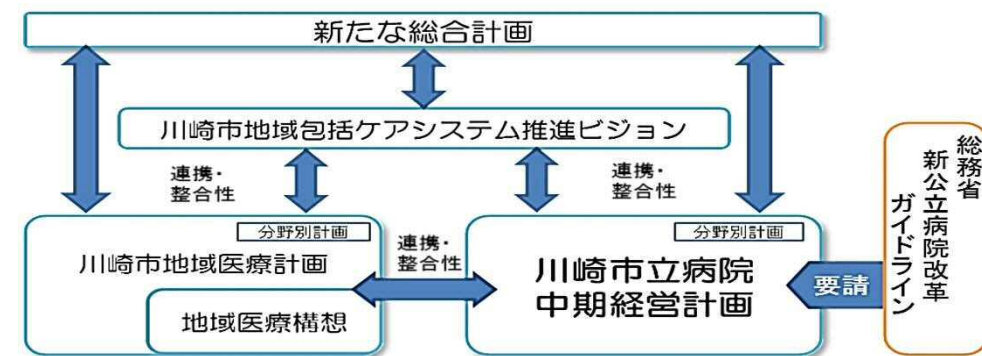 新たな総合計画
川崎市地域包括ケアシステム推進ビジョン
連携・
整合性
連携・
整合性
分野別計画
川崎市地域医療計画
地域医療構想
連携・
整合性
分野別計画
川崎市立病院
中期経営計画
要請
総務省
新公立病院改革
ガイドライン